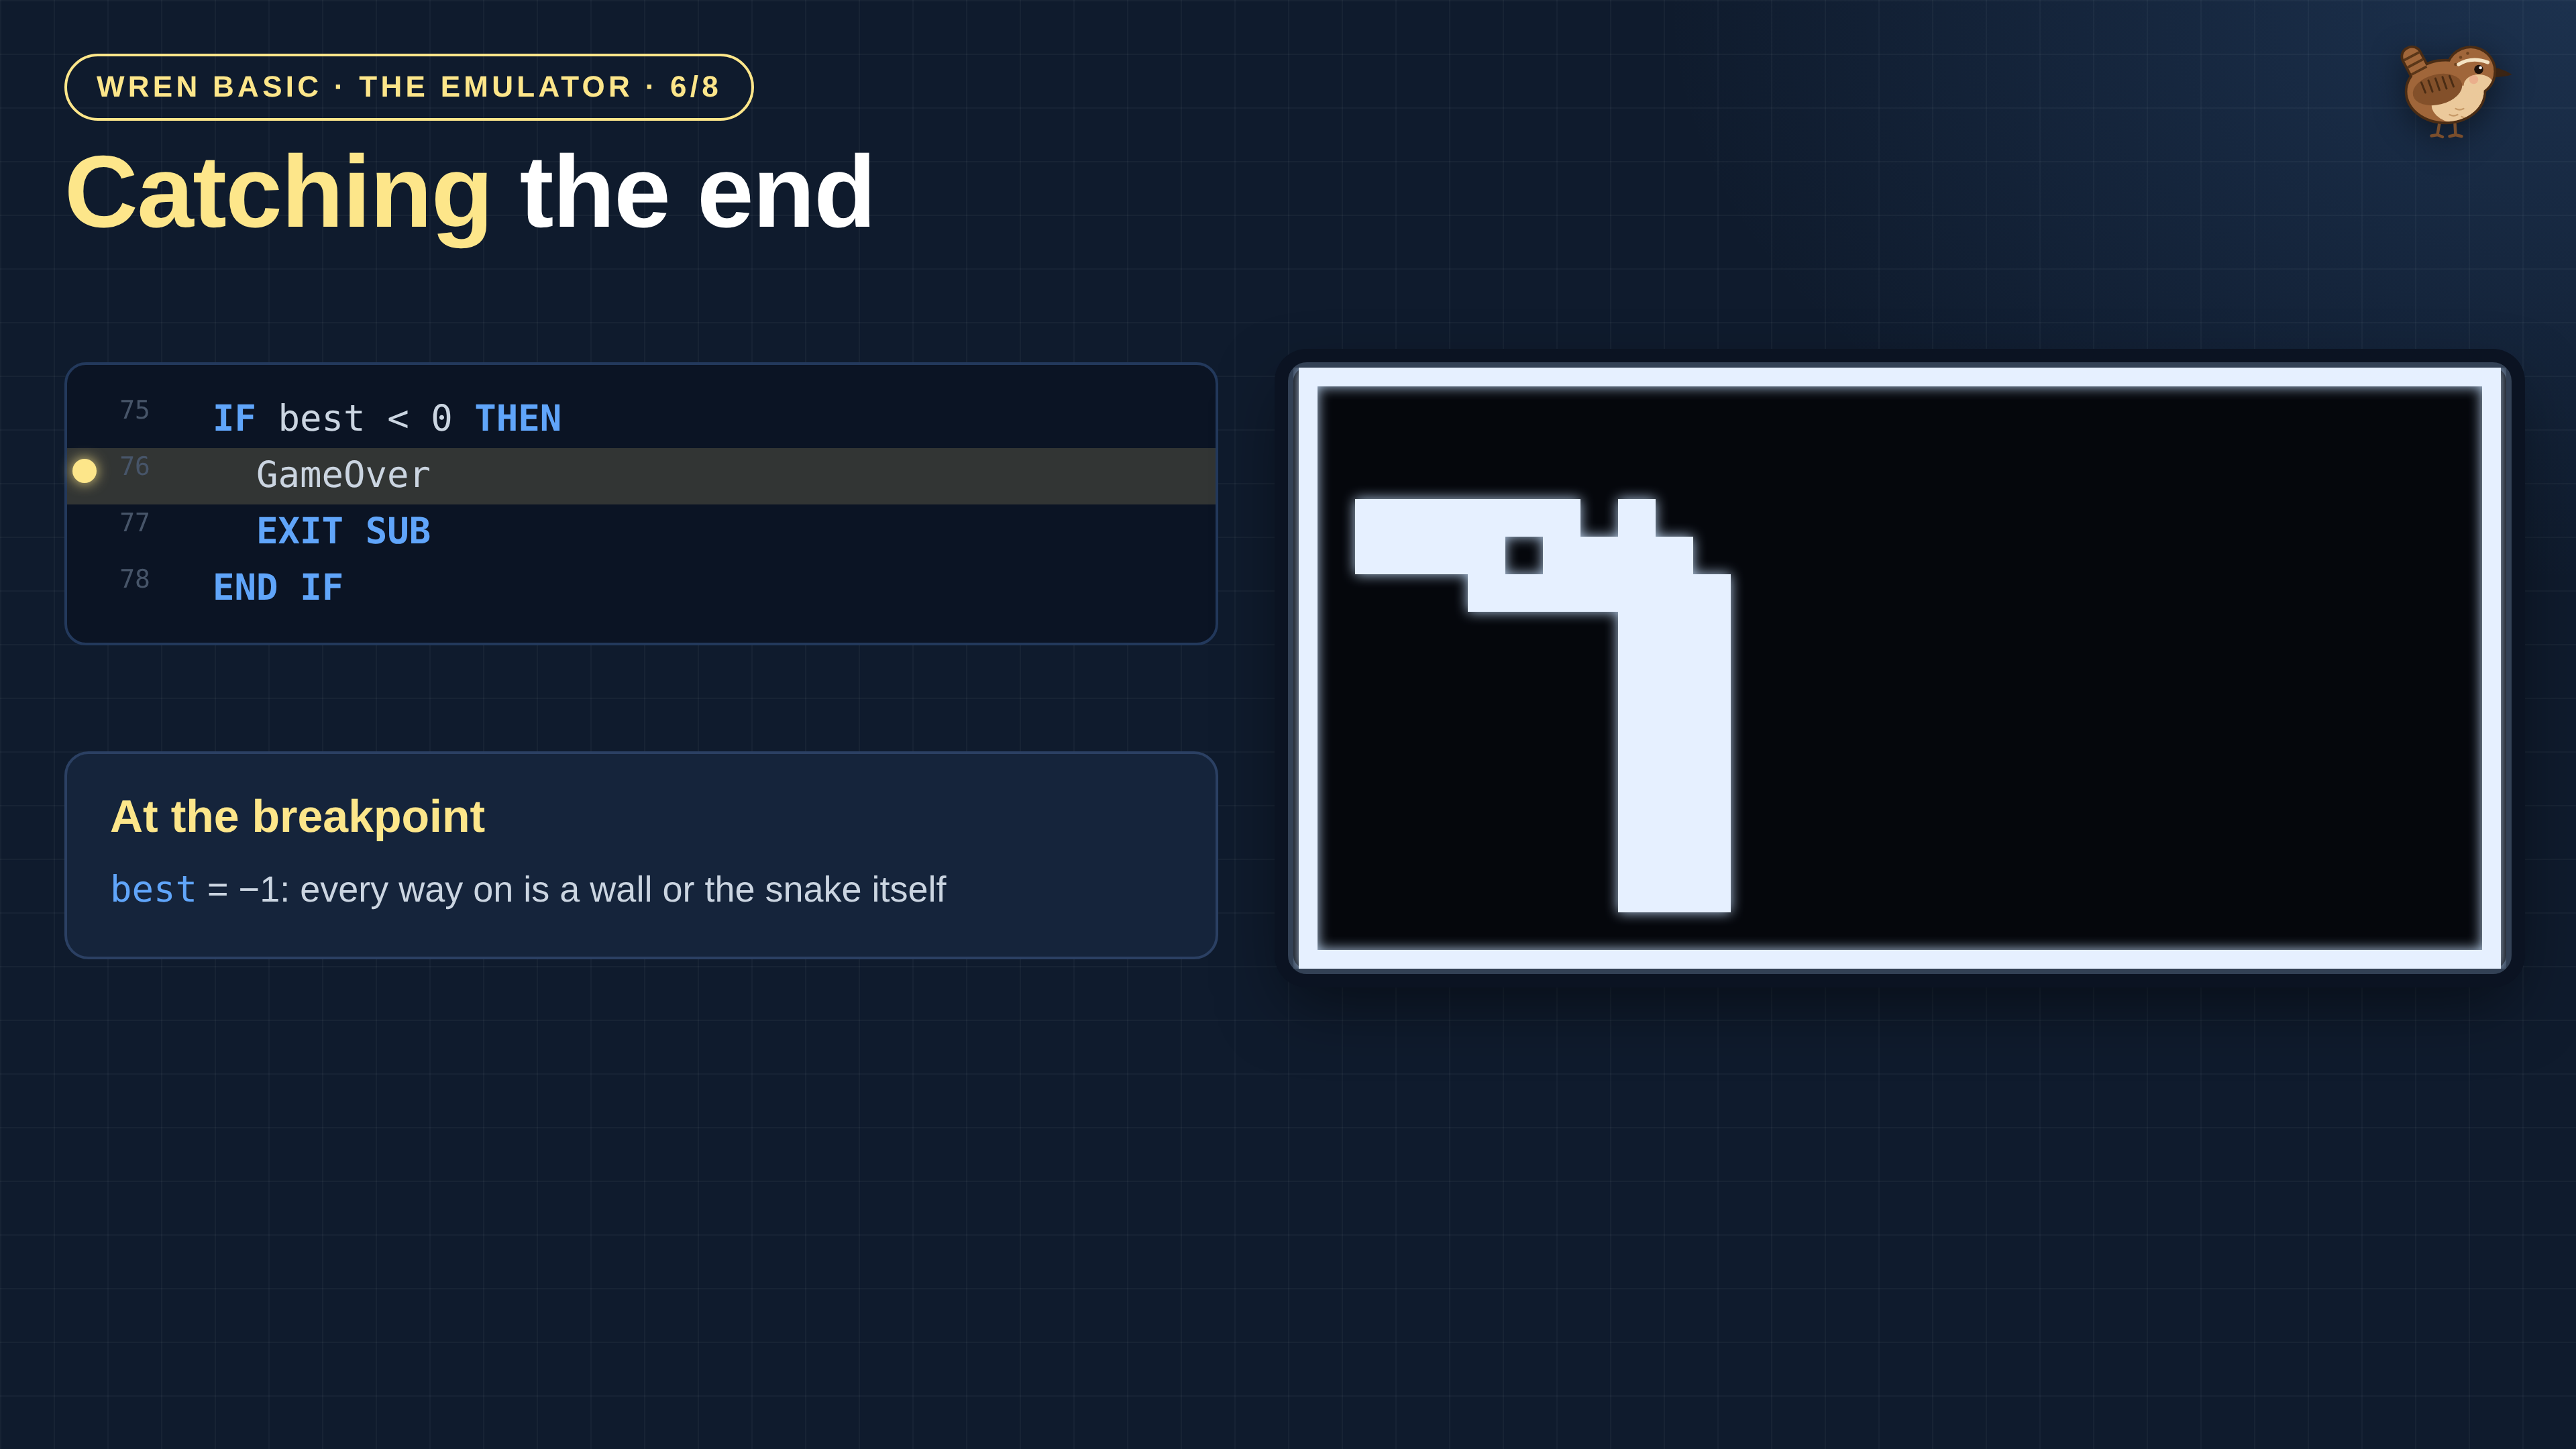 WREN BASIC · THE EMULATOR · 6/8
Catching the end
75 IF best < 0 THEN
76 GameOver
77 EXIT SUB
78 END IF
At the breakpoint
best = −1: every way on is a wall or the snake itself